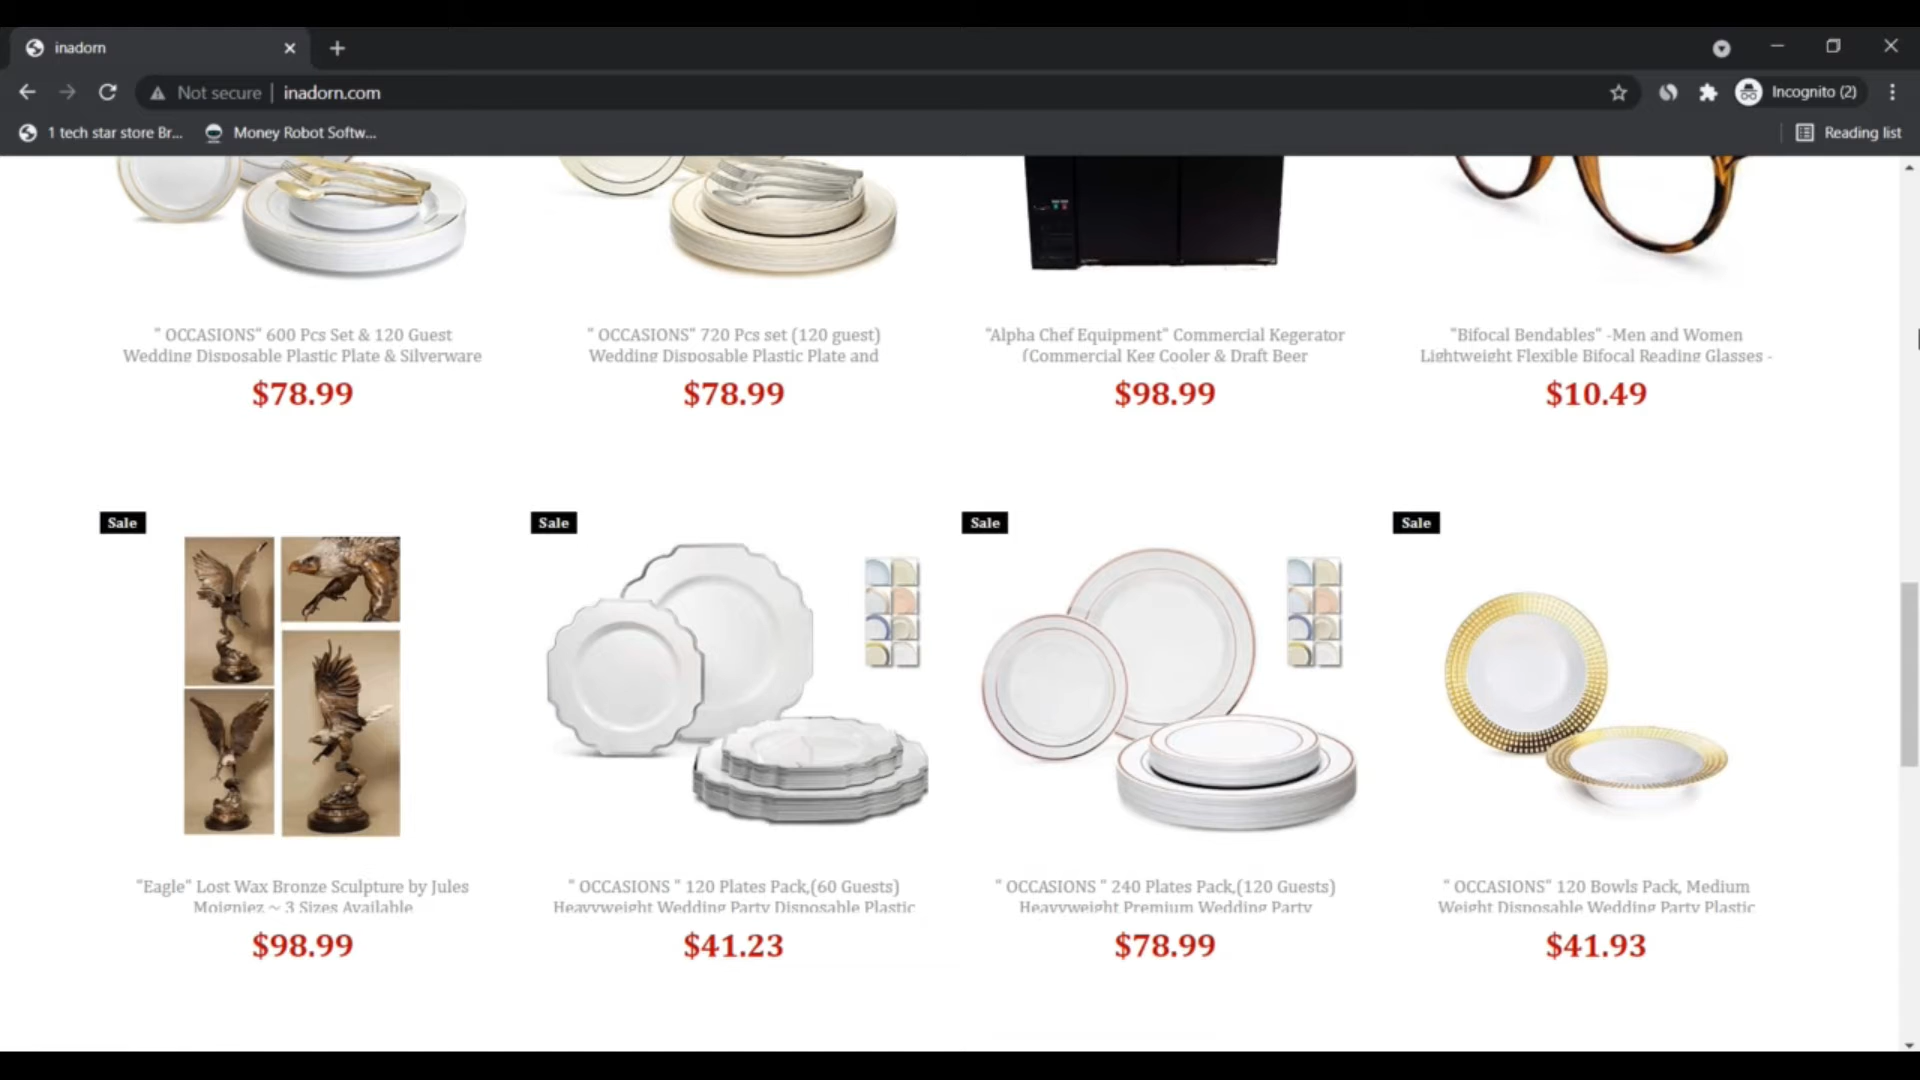 inadorn
Not secure
inadorn.com
Incognito (2)
1 tech star store Br...
Money Robot Softw...
Reading list
" OCCASIONS" 600 Pcs Set & 120 Guest
Wedding Disposable Plastic Plate & Silverware
$78.99
" OCCASIONS" 720 Pcs set (120 guest)
Wedding Disposable Plastic Plate and
$78.99
"Alpha Chef Equipment" Commercial Kegerator
(Commercial Keg Cooler & Draft Beer
$98.99
"Bifocal Bendables" -Men and Women
Lightweight Flexible Bifocal Reading Glasses -
$10.49
Sale
Sale
Sale
Sale
"Eagle" Lost Wax Bronze Sculpture by Jules
Moigniez ~ 3 Sizes Available
$98.99
" OCCASIONS " 120 Plates Pack,(60 Guests)
Heavyweight Wedding Party Disposable Plastic
$41.23
" OCCASIONS " 240 Plates Pack,(120 Guests)
Heavyweight Premium Wedding Party
$78.99
" OCCASIONS" 120 Bowls Pack, Medium
Weight Disposable Wedding Party Plastic
$41.93